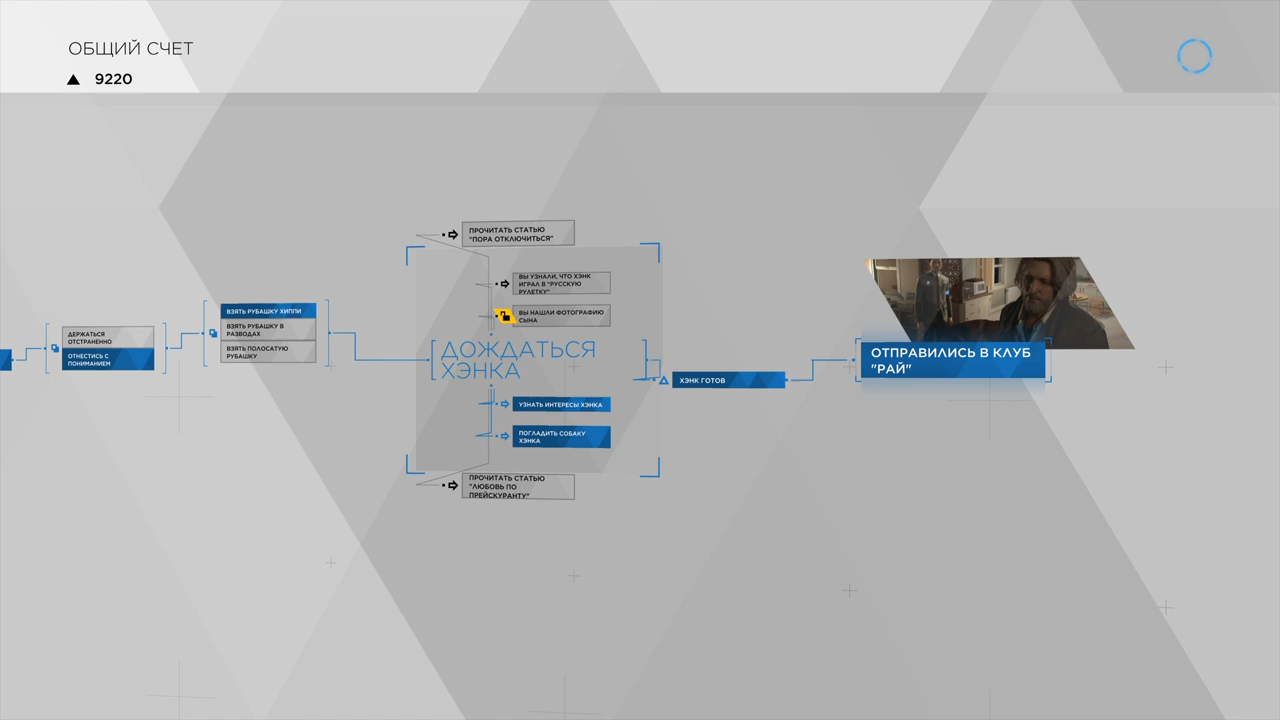 ОБЩИЙ СЧЕТ
9220
ДЕРЖАТЬСЯ
ОТСТРАНЕННО
ОТНЕСТИСЬ С
ПОНИМАНИЕМ
ВЗЯТЬ РУБАШКУ ХИППИ
ВЗЯТЬ РУБАШКУ В
РАЗВОДАХ
ВЗЯТЬ ПОЛОСАТУЮ
РУБАШКУ
ПРОЧИТАТЬ СТАТЬЮ
"ПОРА ОТКЛЮЧИТЬСЯ"
ВЫ УЗНАЛИ, ЧТО ХЭНК
ИГРАЛ В "РУССКУЮ
РУЛЕТКУ"
ВЫ НАШЛИ ФОТОГРАФИЮ
СЫНА
ДОЖДАТЬСЯ
ХЭНКА
УЗНАТЬ ИНТЕРЕСЫ ХЭНКА
ПОГЛАДИТЬ СОБАКУ
ХЭНКА
ПРОЧИТАТЬ СТАТЬЮ
"ЛЮБОВЬ ПО
ПРЕЙСКУРАНТУ"
ХЭНК ГОТОВ
ОТПРАВИЛИСЬ В КЛУБ
"РАЙ"